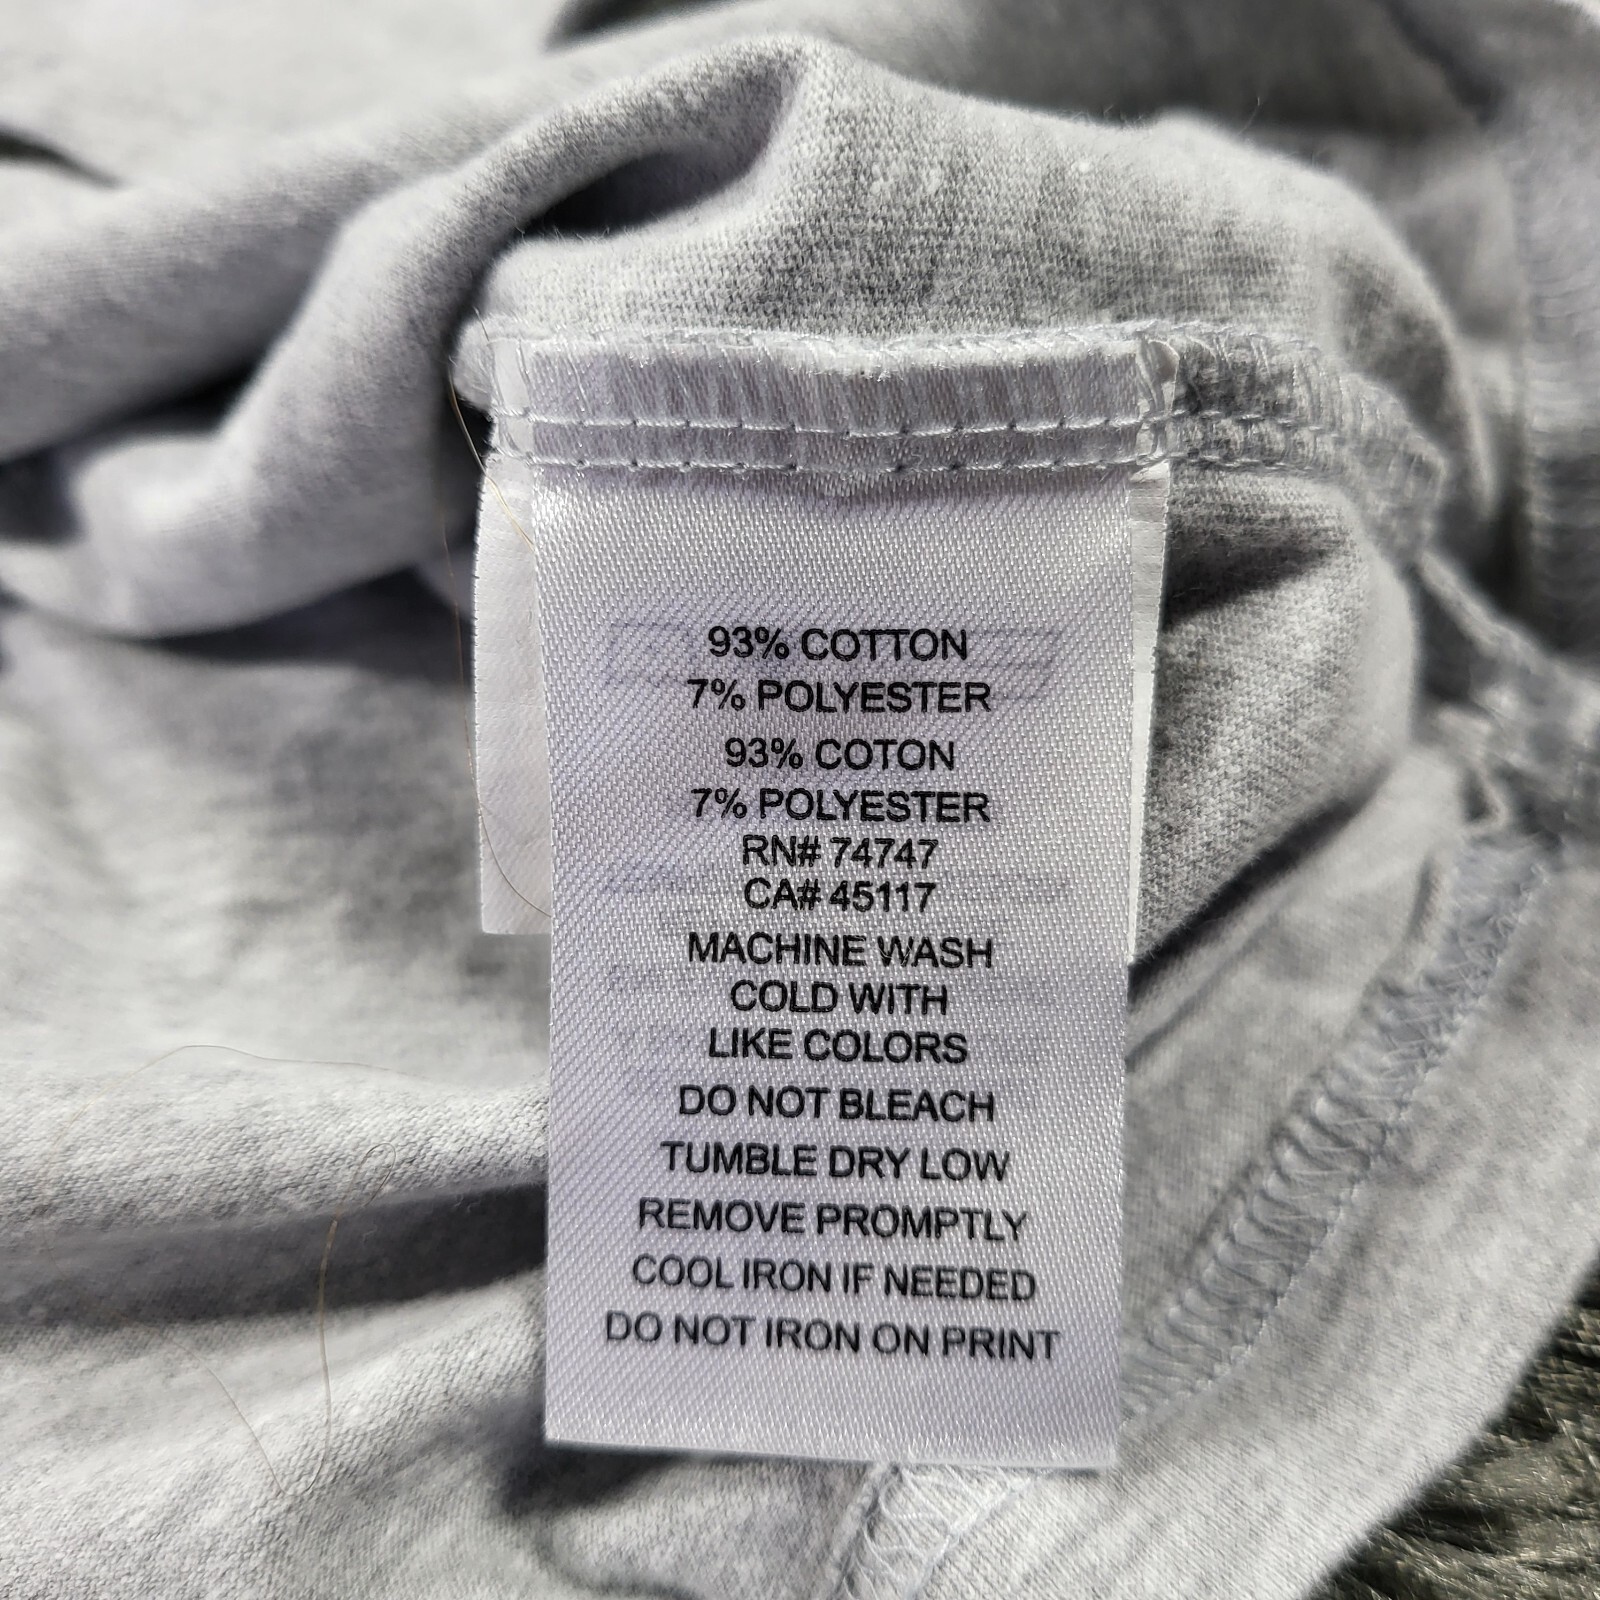 93% COTTON
7% POLYESTER
93% COTON
7% POLYESTER
RN# 74747
CA# 45117
MACHINE WASH
COLD WITH
LIKE COLORS
DO NOT BLEACH
TUMBLE DRY LOW
REMOVE PROMPTLY
COOL IRON IF NEEDED
DO NOT IRON ON PRINT